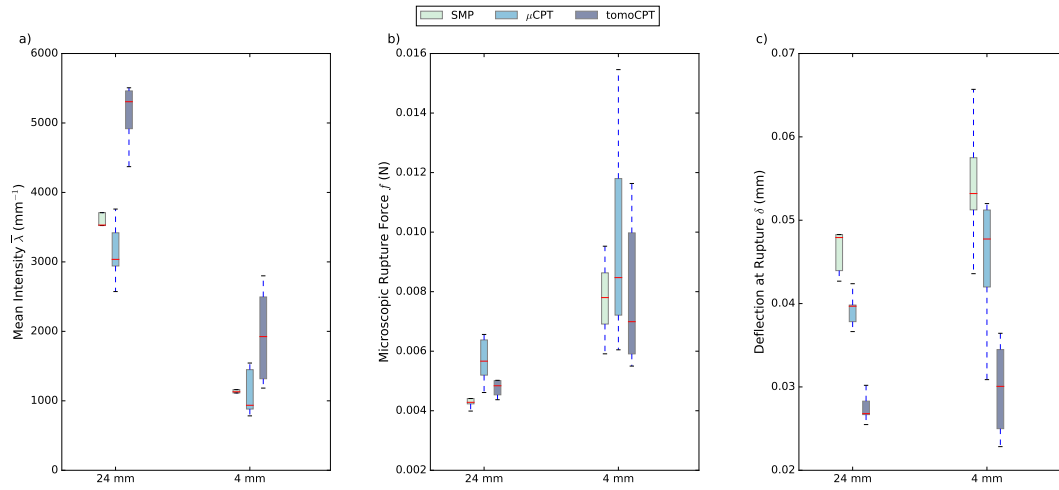 SMP μCPT tomoCPT
a)
Mean Intensity λ̅ (mm⁻¹)
6000
5000
4000
3000
2000
1000
0
24 mm 4 mm
b)
Microscopic Rupture Force f (N)
0.016
0.014
0.012
0.010
0.008
0.006
0.004
0.002
24 mm 4 mm
c)
Deflection at Rupture δ (mm)
0.07
0.06
0.05
0.04
0.03
0.02
24 mm 4 mm